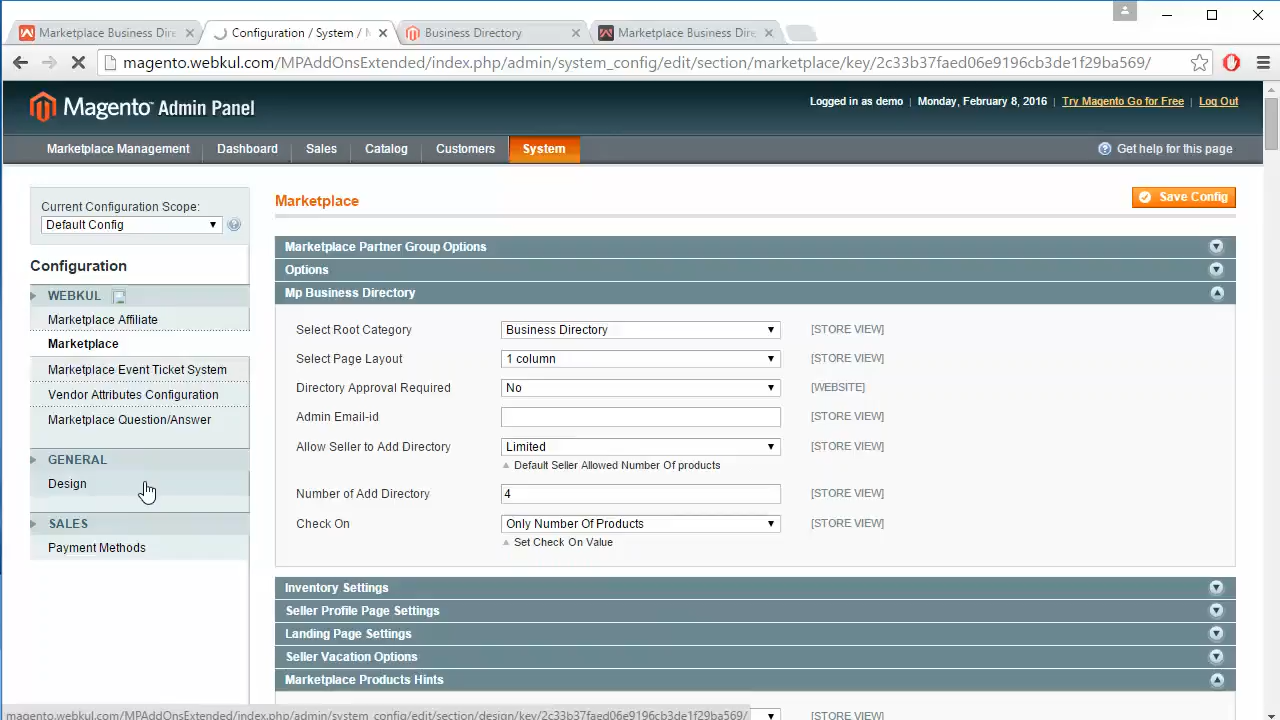 Marketplace Business Dire
Configuration / System / M
Business Directory
Marketplace Business Dire
magento.webkul.com/MPAddOnsExtended/index.php/admin/system_config/edit/section/marketplace/key/2c33b37faed06e9196cb3de1f29ba569/
Magento Admin Panel
Logged in as demo | Monday, February 8, 2016 | Try Magento Go for Free | Log Out
Marketplace Management Dashboard Sales Catalog Customers System Get help for this page
Current Configuration Scope:
Default Config
Configuration
WEBKUL
Marketplace Affiliate
Marketplace
Marketplace Event Ticket System
Vendor Attributes Configuration
Marketplace Question/Answer
GENERAL
Design
SALES
Payment Methods
Marketplace
Save Config
Marketplace Partner Group Options
Options
Mp Business Directory
Select Root Category Business Directory [STORE VIEW]
Select Page Layout 1 column [STORE VIEW]
Directory Approval Required No [WEBSITE]
Admin Email-id [STORE VIEW]
Allow Seller to Add Directory Limited [STORE VIEW]
Default Seller Allowed Number Of products
Number of Add Directory 4 [STORE VIEW]
Check On Only Number Of Products [STORE VIEW]
Set Check On Value
Inventory Settings
Seller Profile Page Settings
Landing Page Settings
Seller Vacation Options
Marketplace Products Hints
[STORE VIEW]
magento.webkul.com/MPAddOnsExtended/index.php/admin/system_config/edit/section/design/key/2c33b37faed06e9196cb3de1f29ba569/